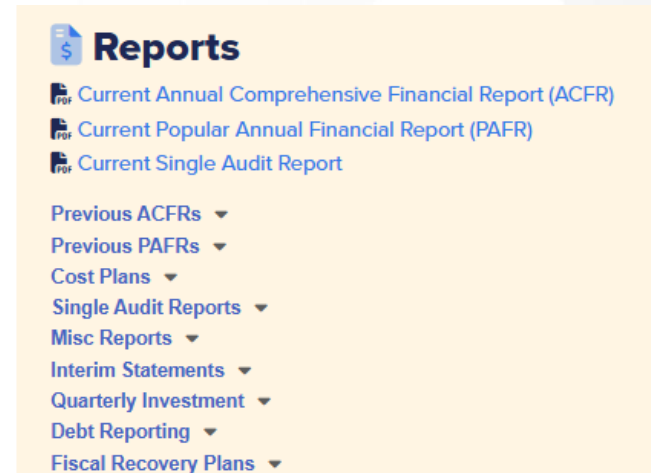 Reports
Current Annual Comprehensive Financial Report (ACFR)
Current Popular Annual Financial Report (PAFR)
Current Single Audit Report
Previous ACFRs
Previous PAFRs
Cost Plans
Single Audit Reports
Misc Reports
Interim Statements
Quarterly Investment
Debt Reporting
Fiscal Recovery Plans